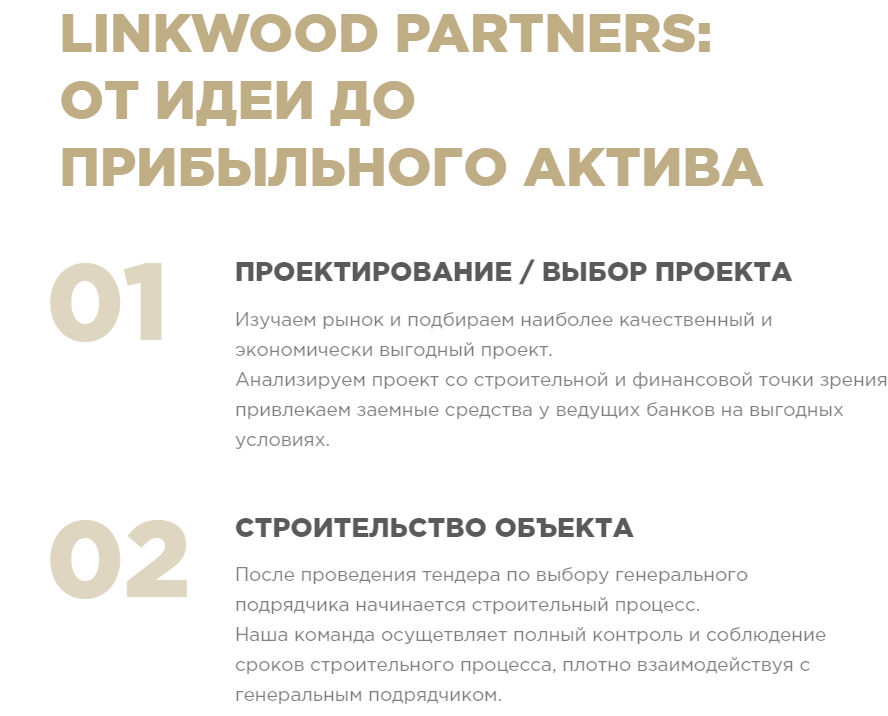 LINKWOOD PARTNERS:
ОТ ИДЕИ ДО
ПРИБЫЛЬНОГО АКТИВА
01
ПРОЕКТИРОВАНИЕ / ВЫБОР ПРОЕКТА
Изучаем рынок и подбираем наиболее качественный и
экономически выгодный проект.
Анализируем проект со строительной и финансовой точки зрения
привлекаем заемные средства у ведущих банков на выгодных
условиях.
02
СТРОИТЕЛЬСТВО ОБЪЕКТА
После проведения тендера по выбору генерального
подрядчика начинается строительный процесс.
Наша команда осущетвляет полный контроль и соблюдение
сроков строительного процесса, плотно взаимодействуя с
генеральным подрядчиком.